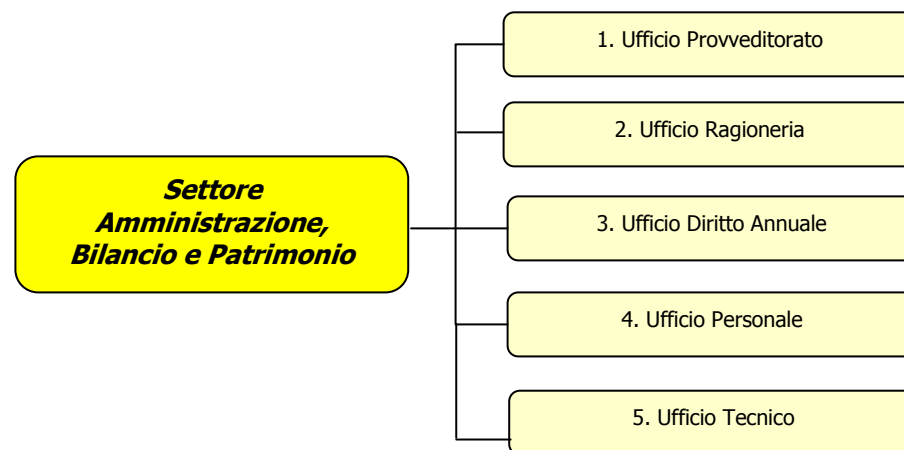 Settore
Amministrazione,
Bilancio e Patrimonio
1. Ufficio Provveditorato
2. Ufficio Ragioneria
3. Ufficio Diritto Annuale
4. Ufficio Personale
5. Ufficio Tecnico